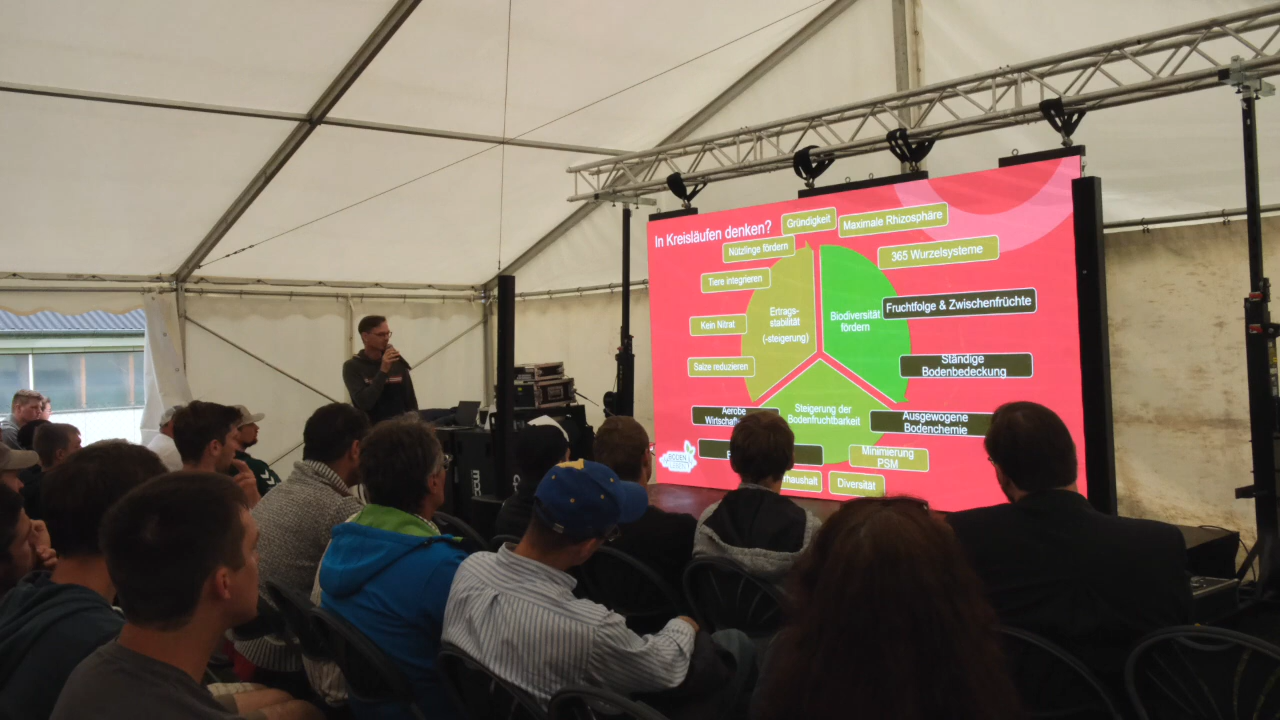 In Kreisläufen denken?
Gründigkeit
Maximale Rhizosphäre
Nützlinge fördern
365 Wurzelsysteme
Tiere integrieren
Fruchtfolge & Zwischenfrüchte
Kein Nitrat
Ertrags-
stabilität
(-steigerung)
Biodiversität
fördern
Salze reduzieren
Ständige
Bodenbedeckung
Aerobe
Steigerung der
Bodenfruchtbarkeit
Ausgewogene
Bodenchemie
Minimierung
PSM
Diversität